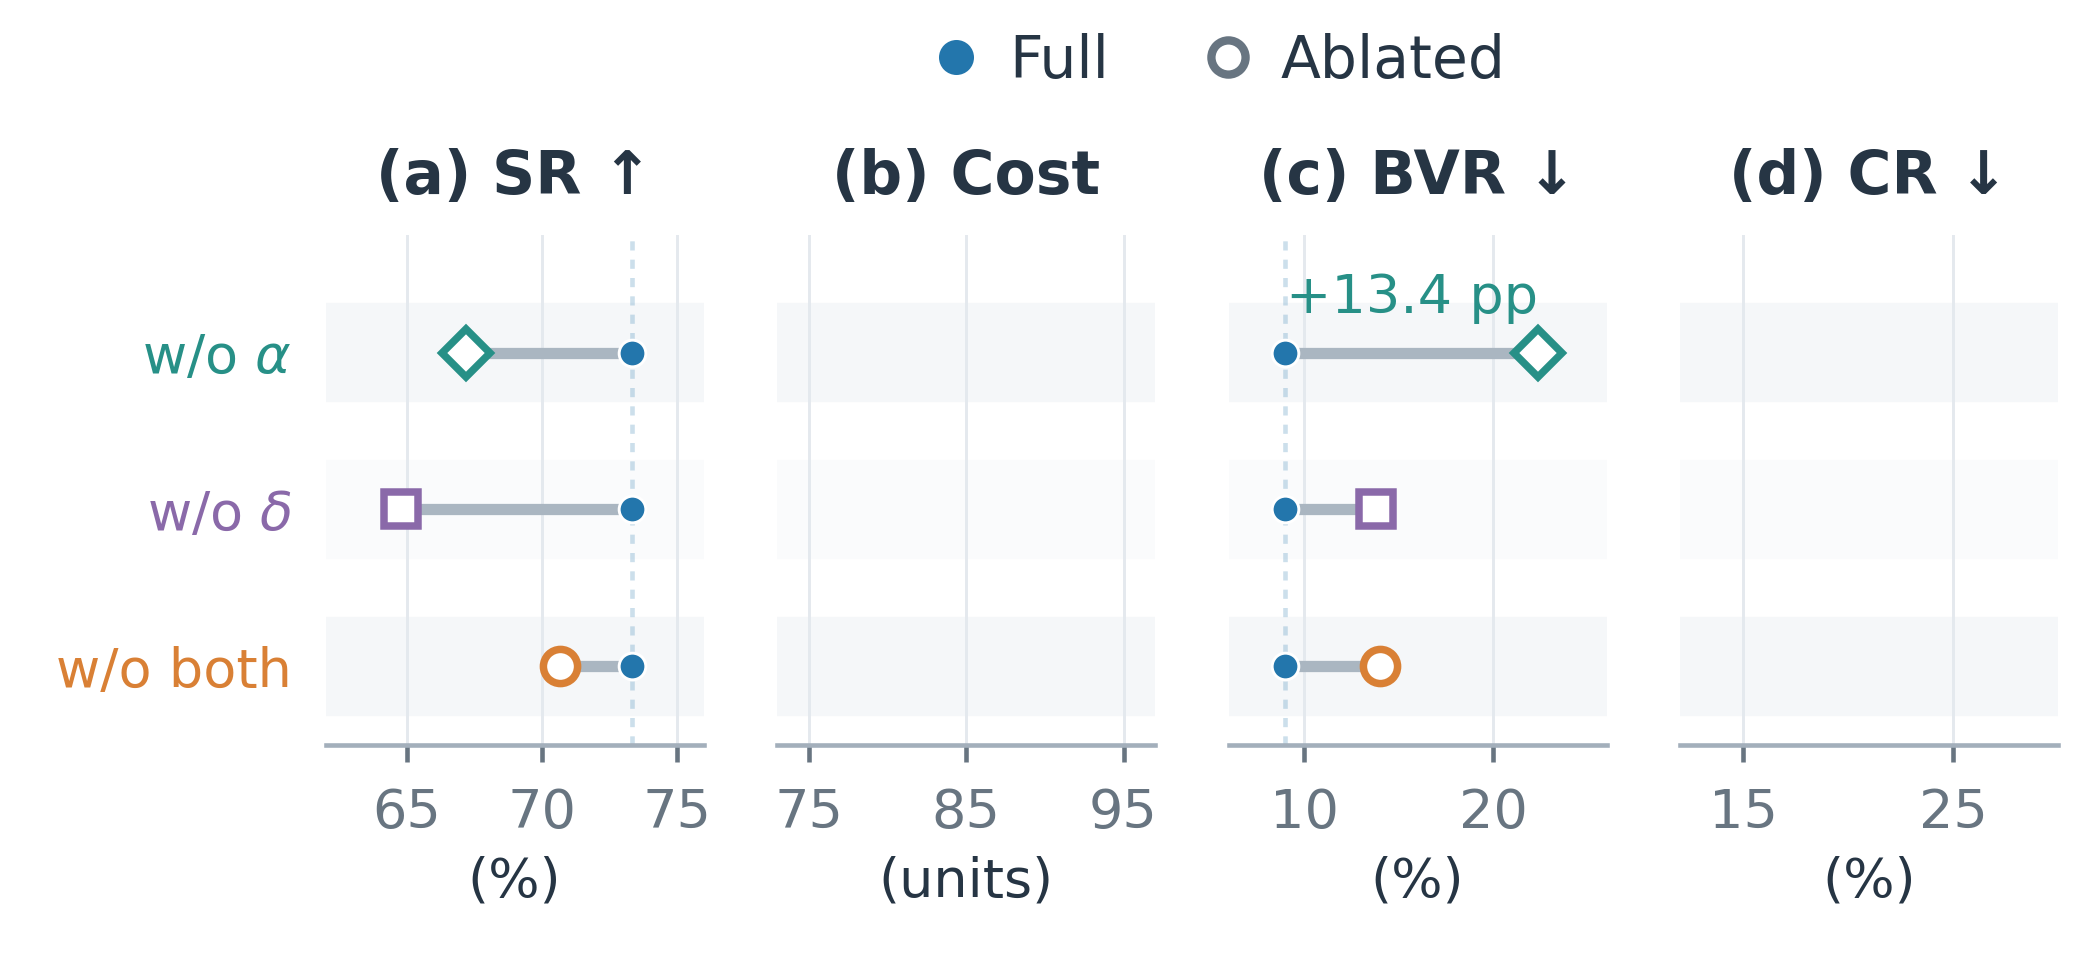 Full Ablated
(a) SR ↑ (b) Cost (c) BVR ↓ (d) CR ↓
+13.4 pp
w/o α
w/o δ
w/o both
65 70 75 75 85 95 10 20 15 25
(%) (units) (%) (%)